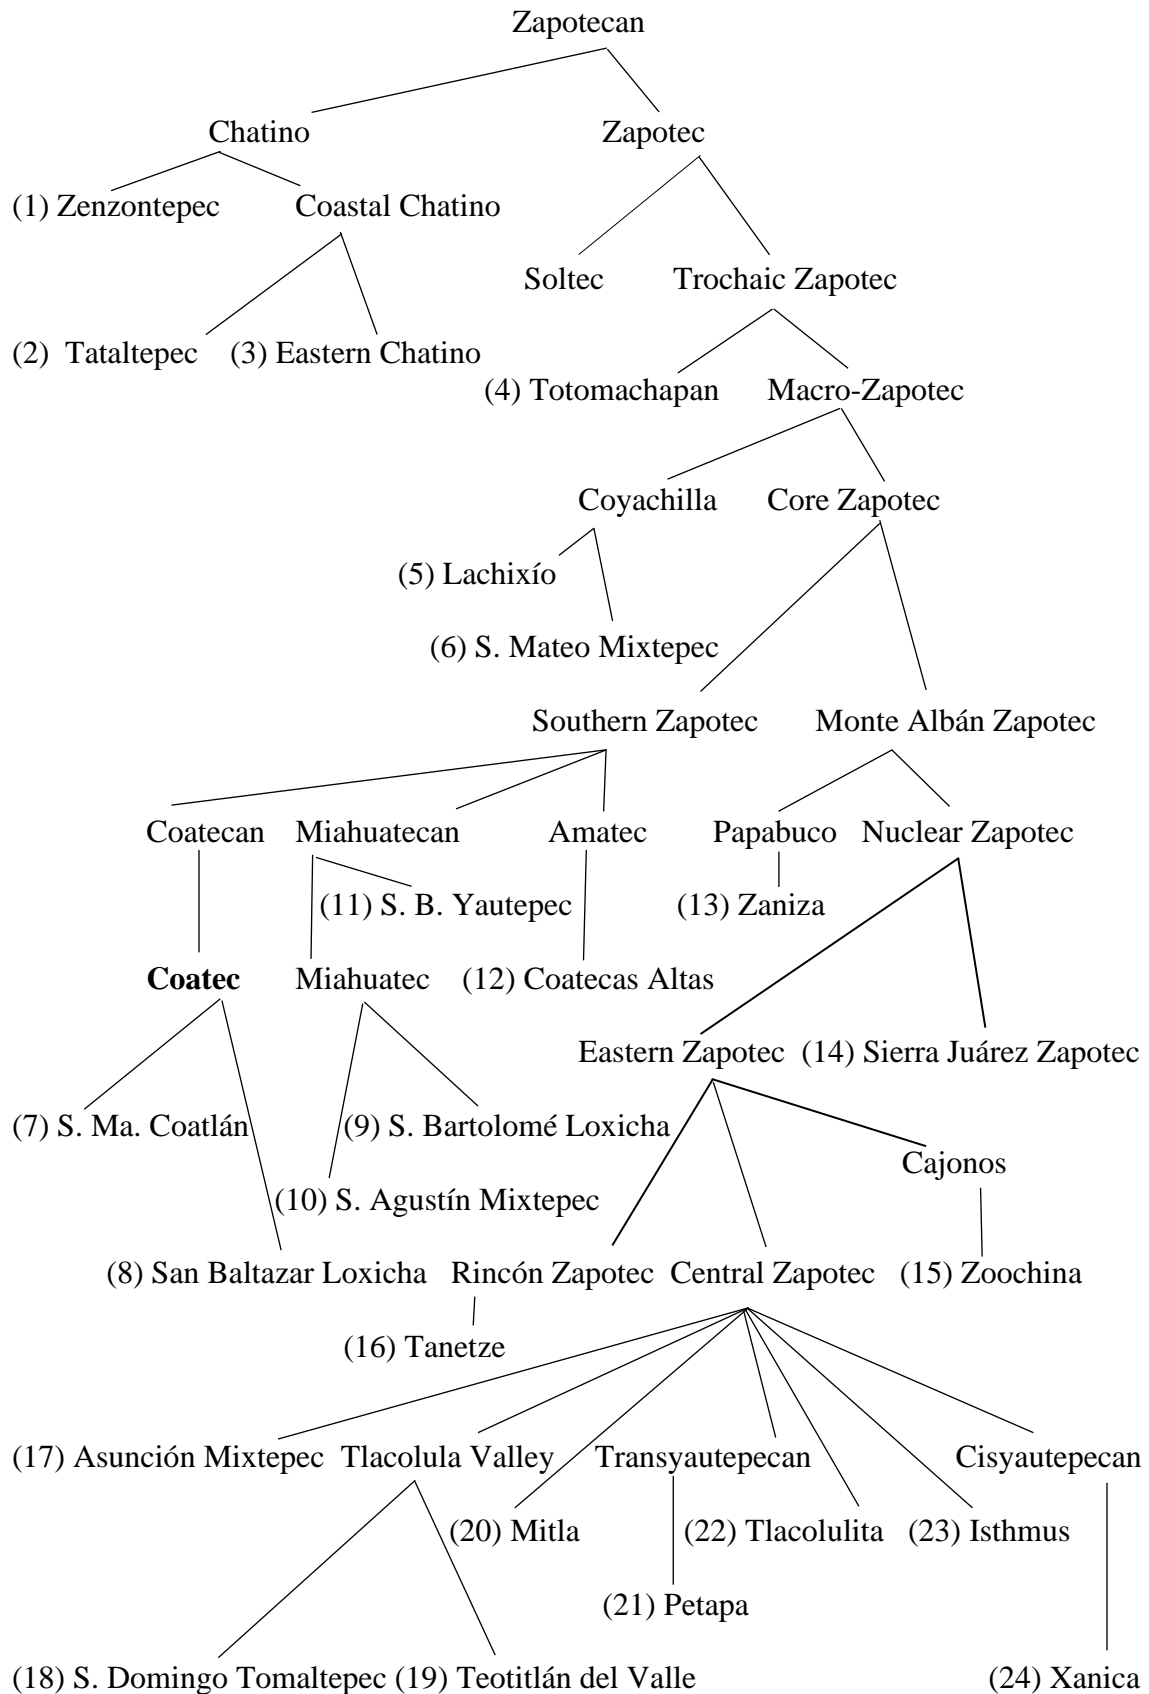 Zapotecan
Chatino Zapotec
(1) Zenzontepec Coastal Chatino
Soltec Trochaic Zapotec
(2) Tataltepec (3) Eastern Chatino
(4) Totomachapan Macro-Zapotec
Coyachilla Core Zapotec
(5) Lachixío
(6) S. Mateo Mixtepec
Southern Zapotec Monte Albán Zapotec
Coatecan Miahuatecan Amatec Papabuco Nuclear Zapotec
(11) S. B. Yautepec (13) Zaniza
Coatec Miahuatec (12) Coatecas Altas
Eastern Zapotec (14) Sierra Juárez Zapotec
(7) S. Ma. Coatlán (9) S. Bartolomé Loxicha
Cajonos
(10) S. Agustín Mixtepec
(8) San Baltazar Loxicha Rincón Zapotec Central Zapotec (15) Zoochina
(16) Tanetze
(17) Asunción Mixtepec Tlacolula Valley Transyautepecan Cisyautepecan
(20) Mitla (22) Tlacolulita (23) Isthmus
(21) Petapa
(18) S. Domingo Tomaltepec (19) Teotitlán del Valle (24) Xanica